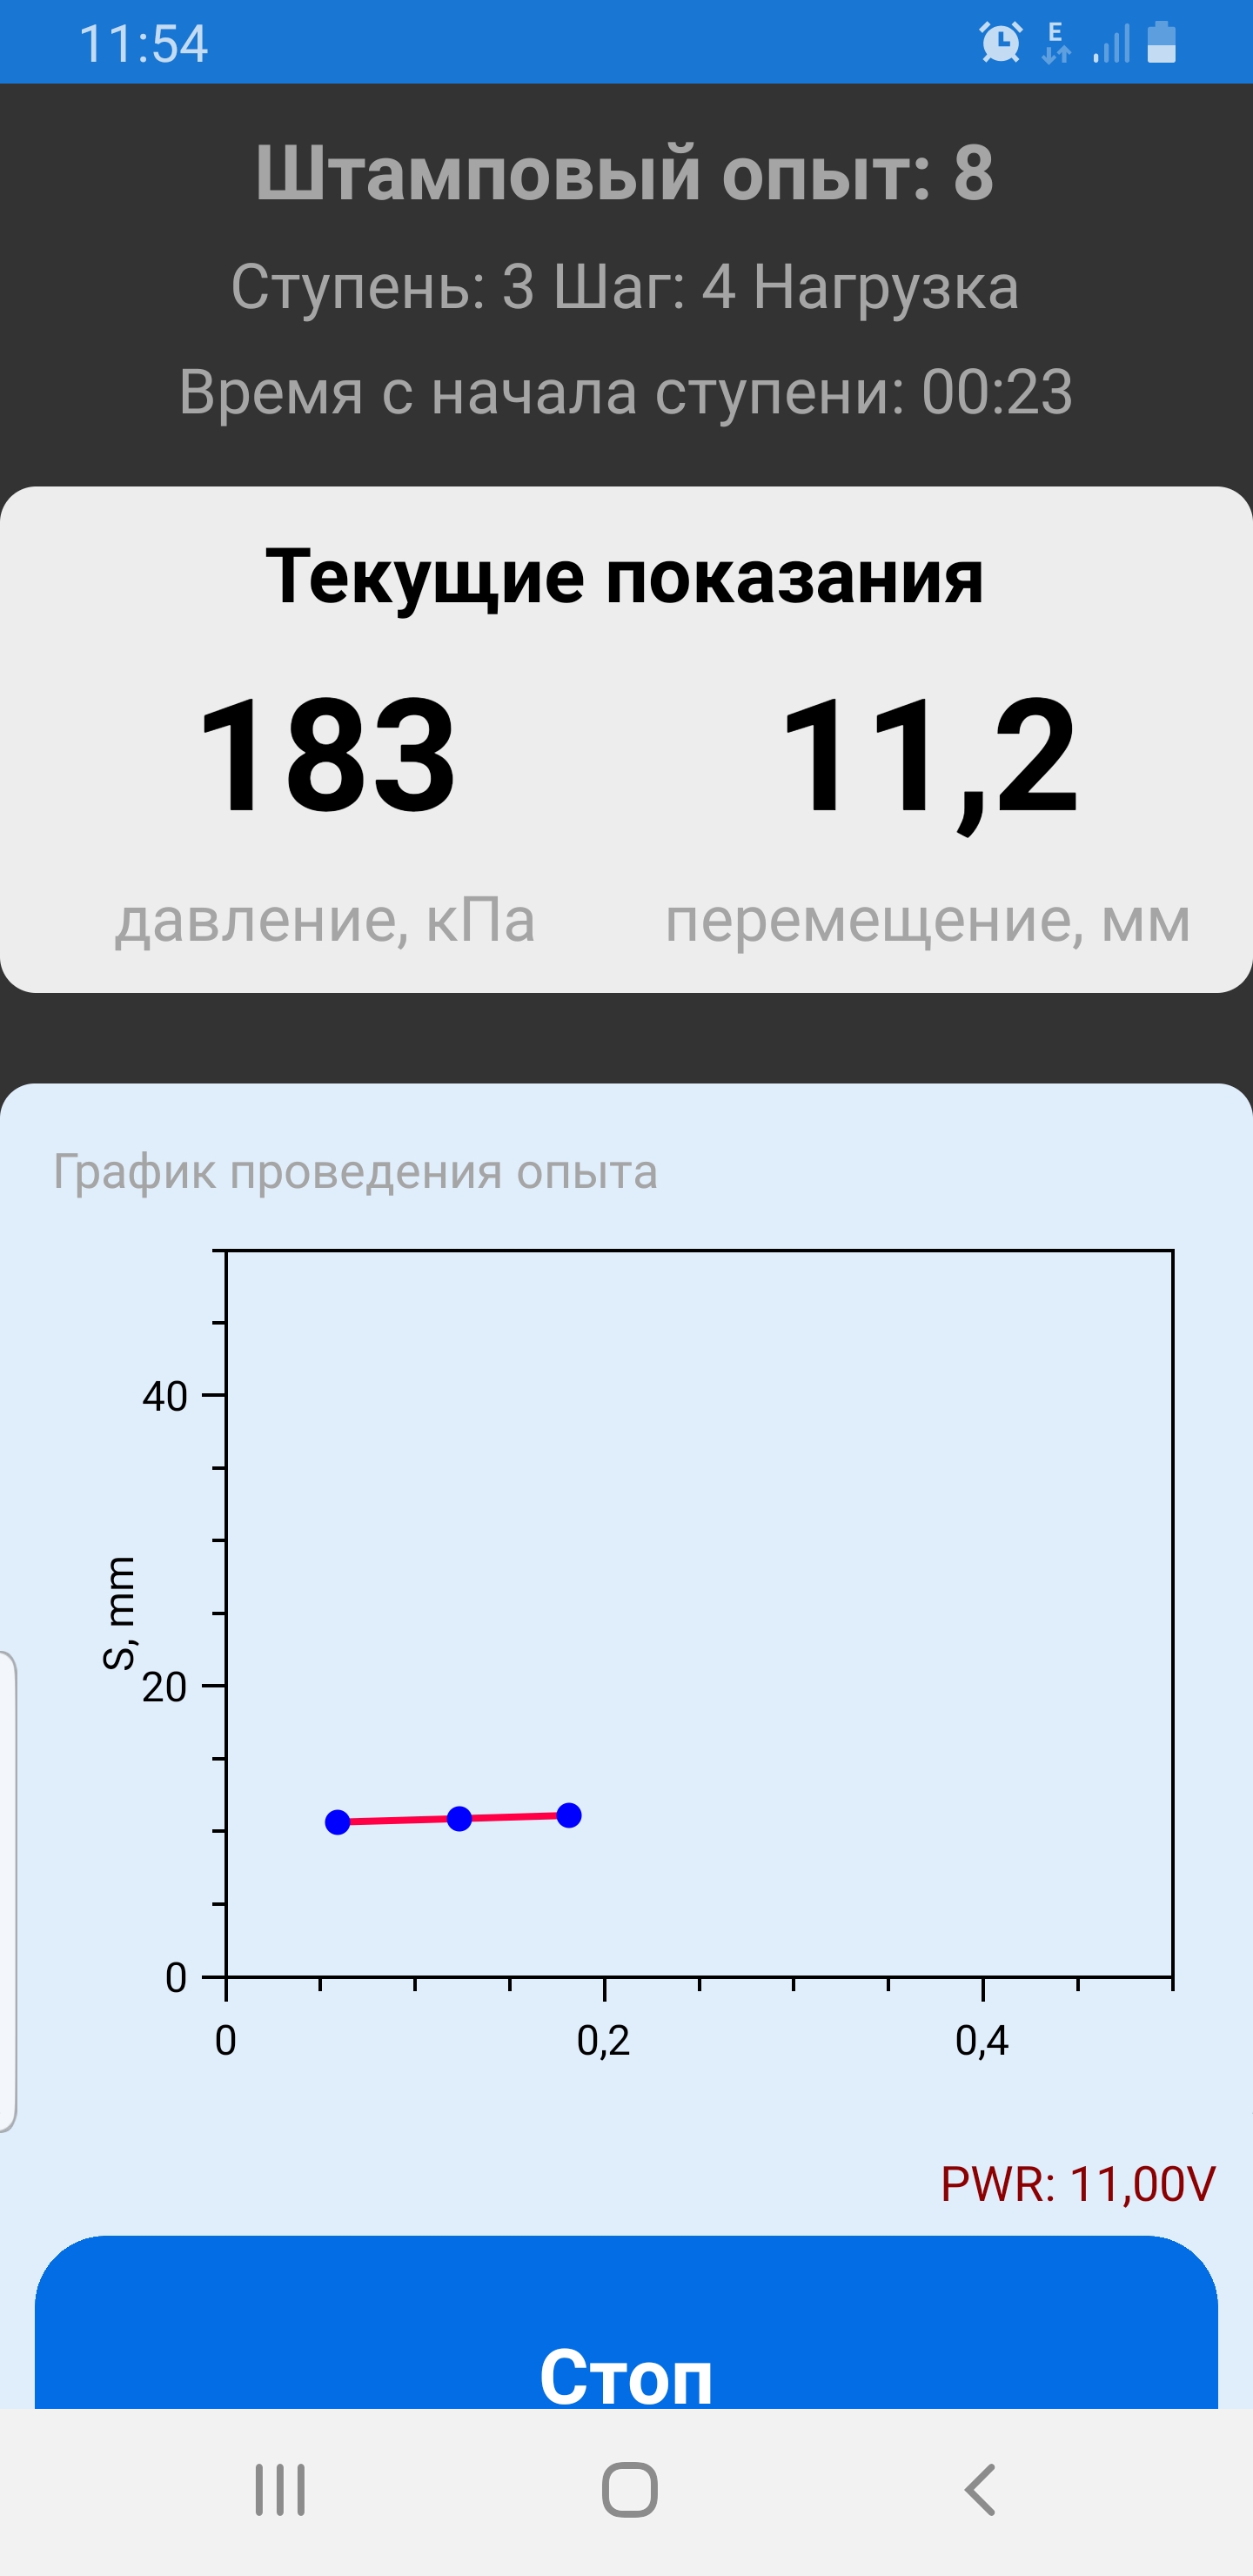 11:54
E
Штамповый опыт: 8
Ступень: 3 Шаг: 4 Нагрузка
Время с начала ступени: 00:23
Текущие показания
183
11,2
давление, кПа
перемещение, мм
График проведения опыта
40
S, mm
20
0
0
0,2
0,4
PWR: 11,00V
Стоп